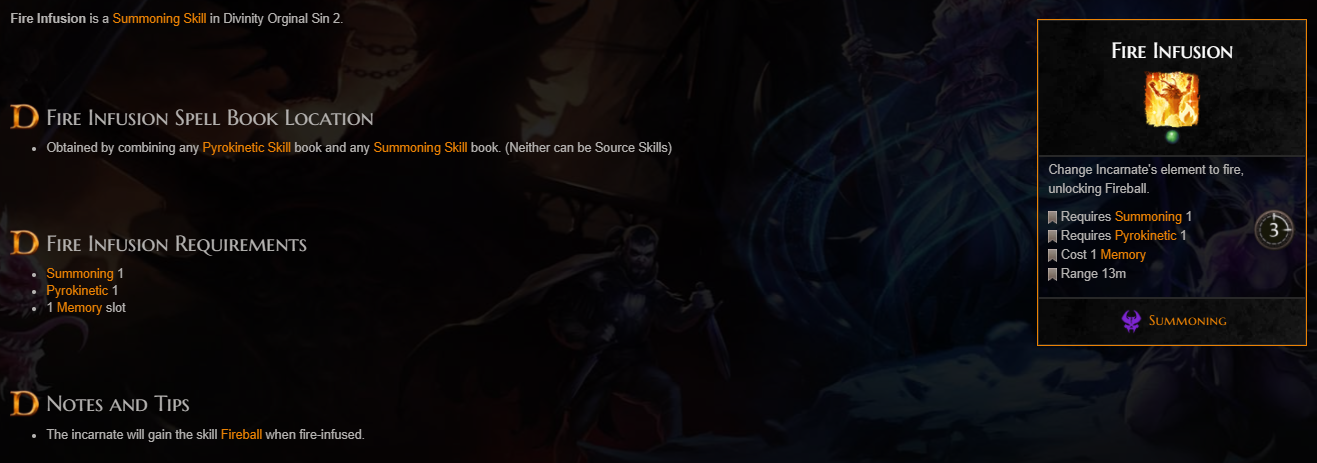 Fire Infusion is a Summoning Skill in Divinity Orginal Sin 2.
D Fire Infusion Spell Book Location
• Obtained by combining any Pyrokinetic Skill book and any Summoning Skill book. (Neither can be Source Skills)
D Fire Infusion Requirements
• Summoning 1
• Pyrokinetic 1
• 1 Memory slot
D Notes and Tips
• The incarnate will gain the skill Fireball when fire-infused.
Fire Infusion
Change Incarnate's element to fire,
unlocking Fireball.
Requires Summoning 1
Requires Pyrokinetic 1
Cost 1 Memory
Range 13m
3
Summoning